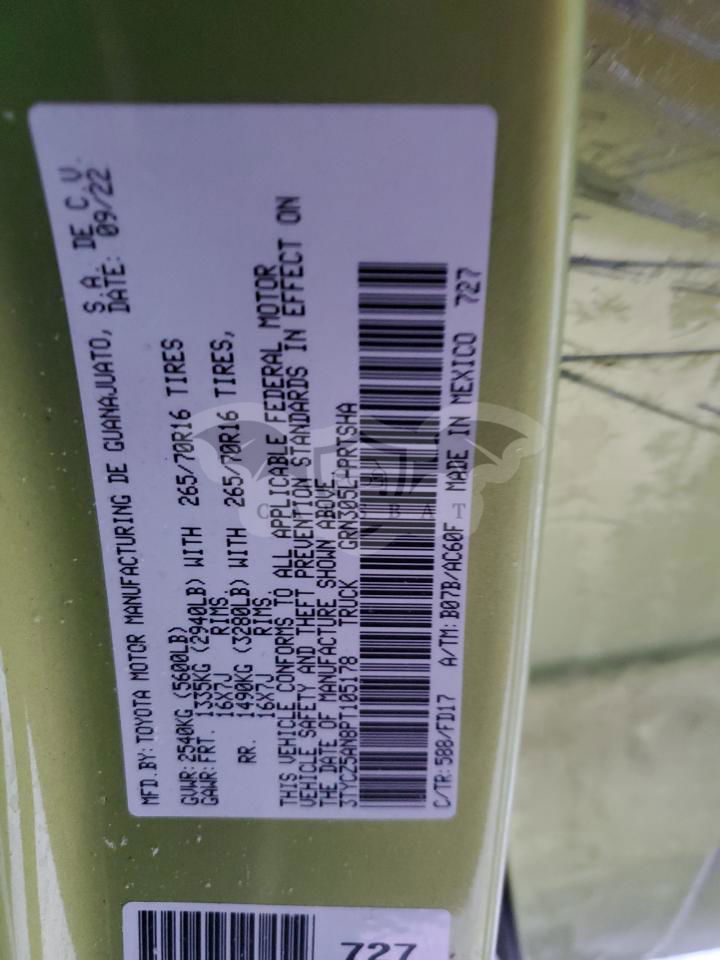 MFD.BY: TOYOTA MOTOR MANUFACTURING DE GUANAJUATO, S.A. DE C.V.
DATE: 09/22
GVWR: 2540KG (5600LB)
GAWR: FRT. 1335KG (2940LB) WITH 265/70R16 TIRES
16X7J RIMS
RR. 1490KG (3280LB) WITH 265/70R16 TIRES,
16X7J RIMS
THIS VEHICLE CONFORMS TO ALL APPLICABLE FEDERAL MOTOR
VEHICLE SAFETY AND THEFT PREVENTION STANDARDS IN EFFECT ON
THE DATE OF MANUFACTURE SHOWN ABOVE.
3TYCZ5AN8PT105178 TRUCK GRN305L-PRTSHA
C/TR: 588/FD17 A/TM: B07B/AC60F MADE IN MEXICO 727
727